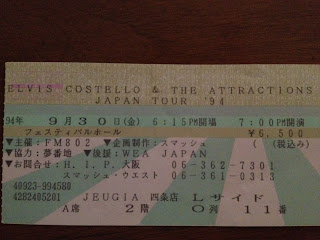 ELVIS COSTELLO & THE ATTRACTIONS
JAPAN TOUR '94
94年 9月30日(金) 6:15PM開場 7:00PM開演
フェスティバルホール ¥6,500
▼主催:FM802 ▼企画制作:スマッシュ (税込み)
▼協力:夢番地 ▼後援:WEA JAPAN
▼お問合せ:H.I.P.大阪 06-362-7301
スマッシュ・ウエスト 06-361-0313
40923-994580
4282405201 JEUGIA 四条店 Lサイド
A席 2階 O列 11番